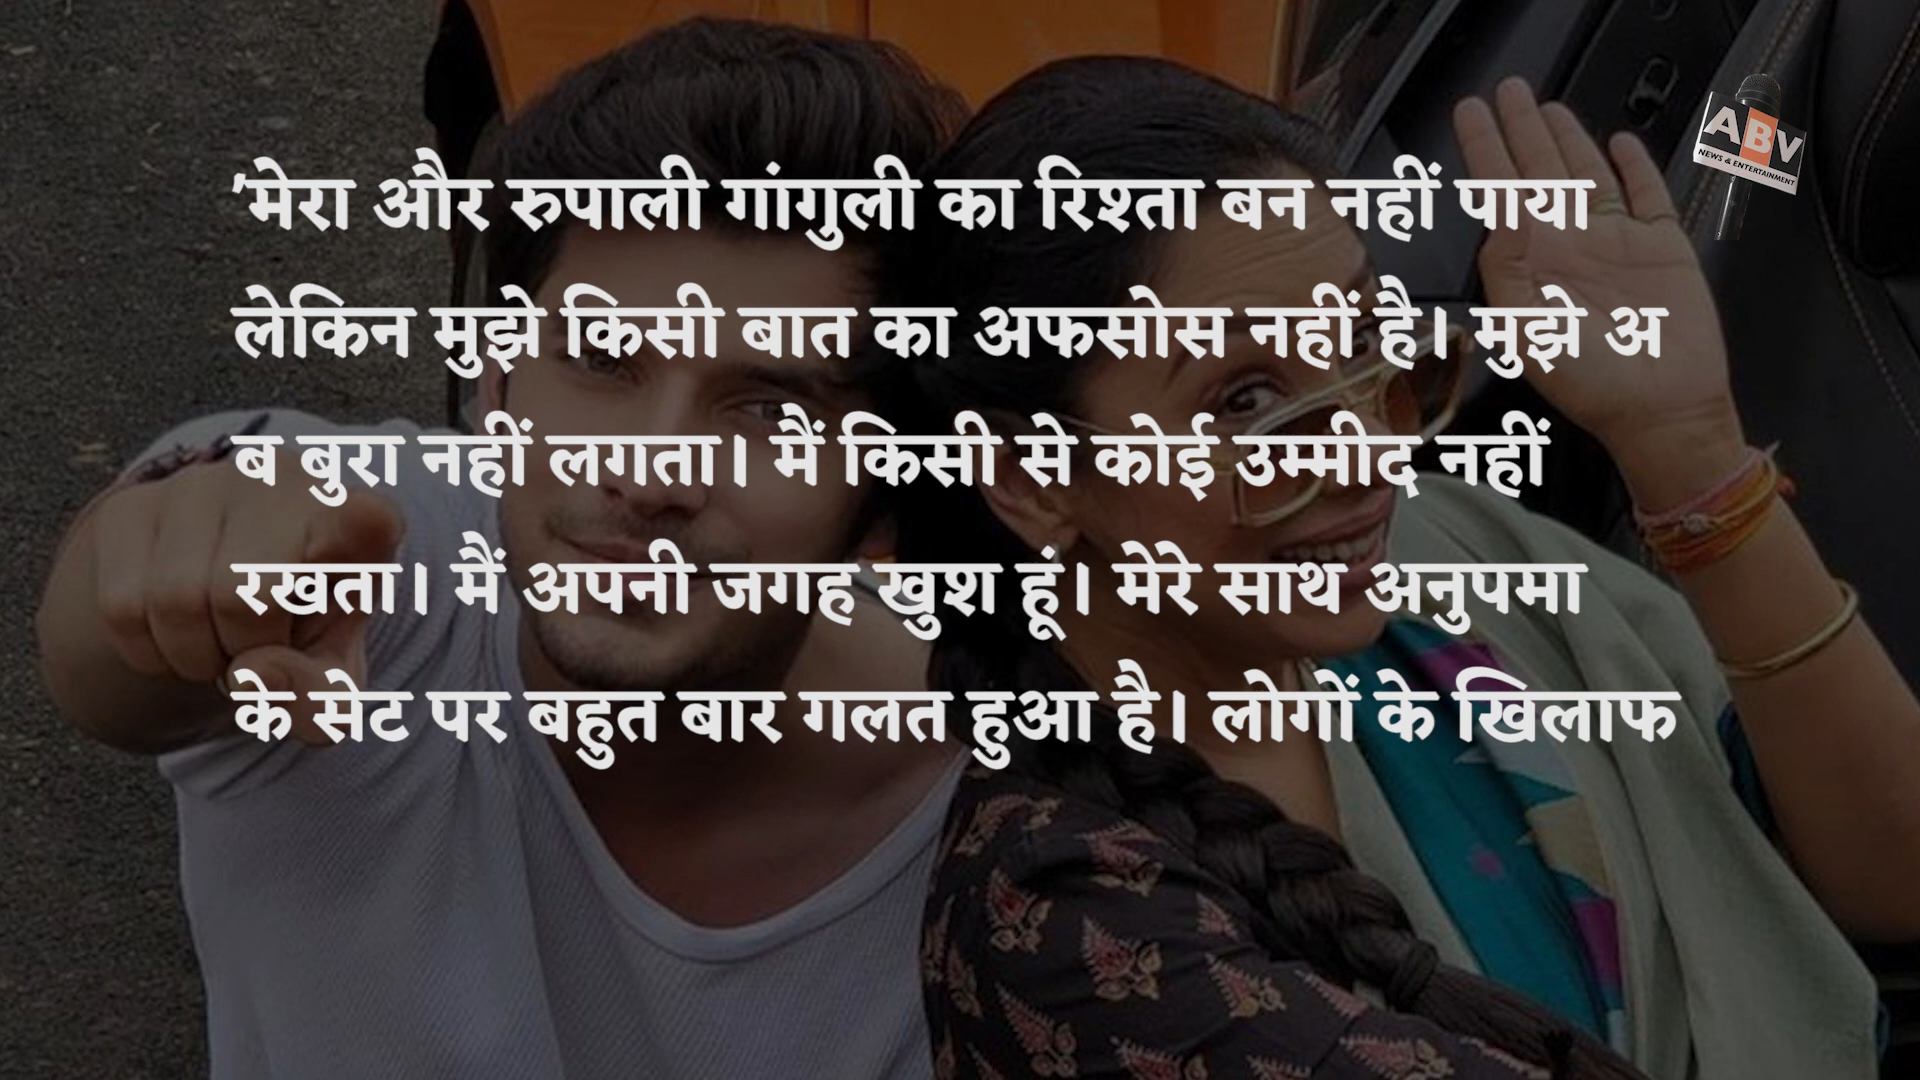 'मेरा और रुपाली गांगुली का रिश्ता बन नहीं पाया
लेकिन मुझे किसी बात का अफसोस नहीं है। मुझे अ
ब बुरा नहीं लगता। मैं किसी से कोई उम्मीद नहीं
रखता। मैं अपनी जगह खुश हूं। मेरे साथ अनुपमा
के सेट पर बहुत बार गलत हुआ है। लोगों के खिलाफ
ABV
NEWS & ENTERTAINMENT